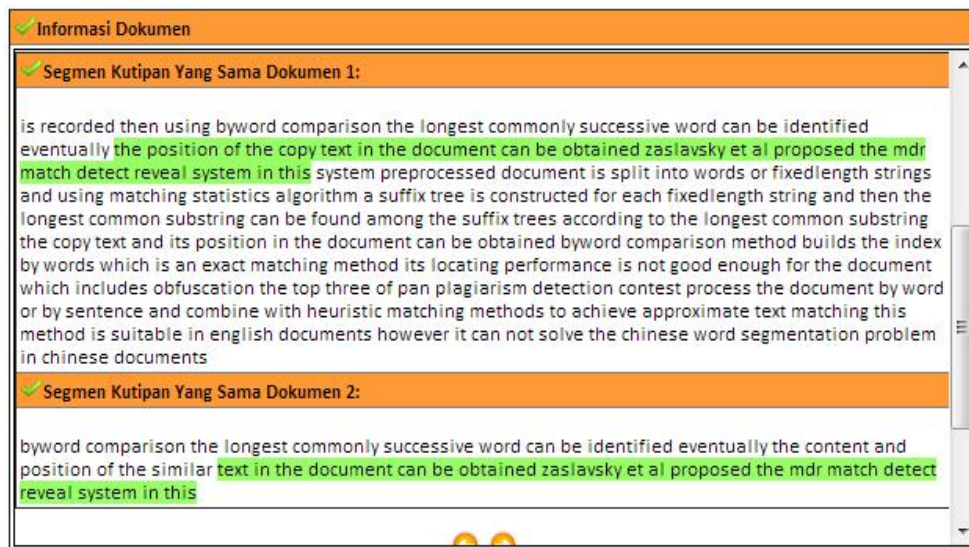 Informasi Dokumen
Segmen Kutipan Yang Sama Dokumen 1:
is recorded then using byword comparison the longest commonly successive word can be identified
eventually the position of the copy text in the document can be obtained zaslavsky et al proposed the mdr
match detect reveal system in this system preprocessed document is split into words or fixedlength strings
and using matching statistics algorithm a suffix tree is constructed for each fixedlength string and then the
longest common substring can be found among the suffix trees according to the longest common substring
the copy text and its position in the document can be obtained byword comparison method builds the index
by words which is an exact matching method its locating performance is not good enough for the document
which includes obfuscation the top three of pan plagiarism detection contest process the document by word
or by sentence and combine with heuristic matching methods to achieve approximate text matching this
method is suitable in english documents however it can not solve the chinese word segmentation problem
in chinese documents
Segmen Kutipan Yang Sama Dokumen 2:
byword comparison the longest commonly successive word can be identified eventually the content and
position of the similar text in the document can be obtained zaslavsky et al proposed the mdr match detect
reveal system in this